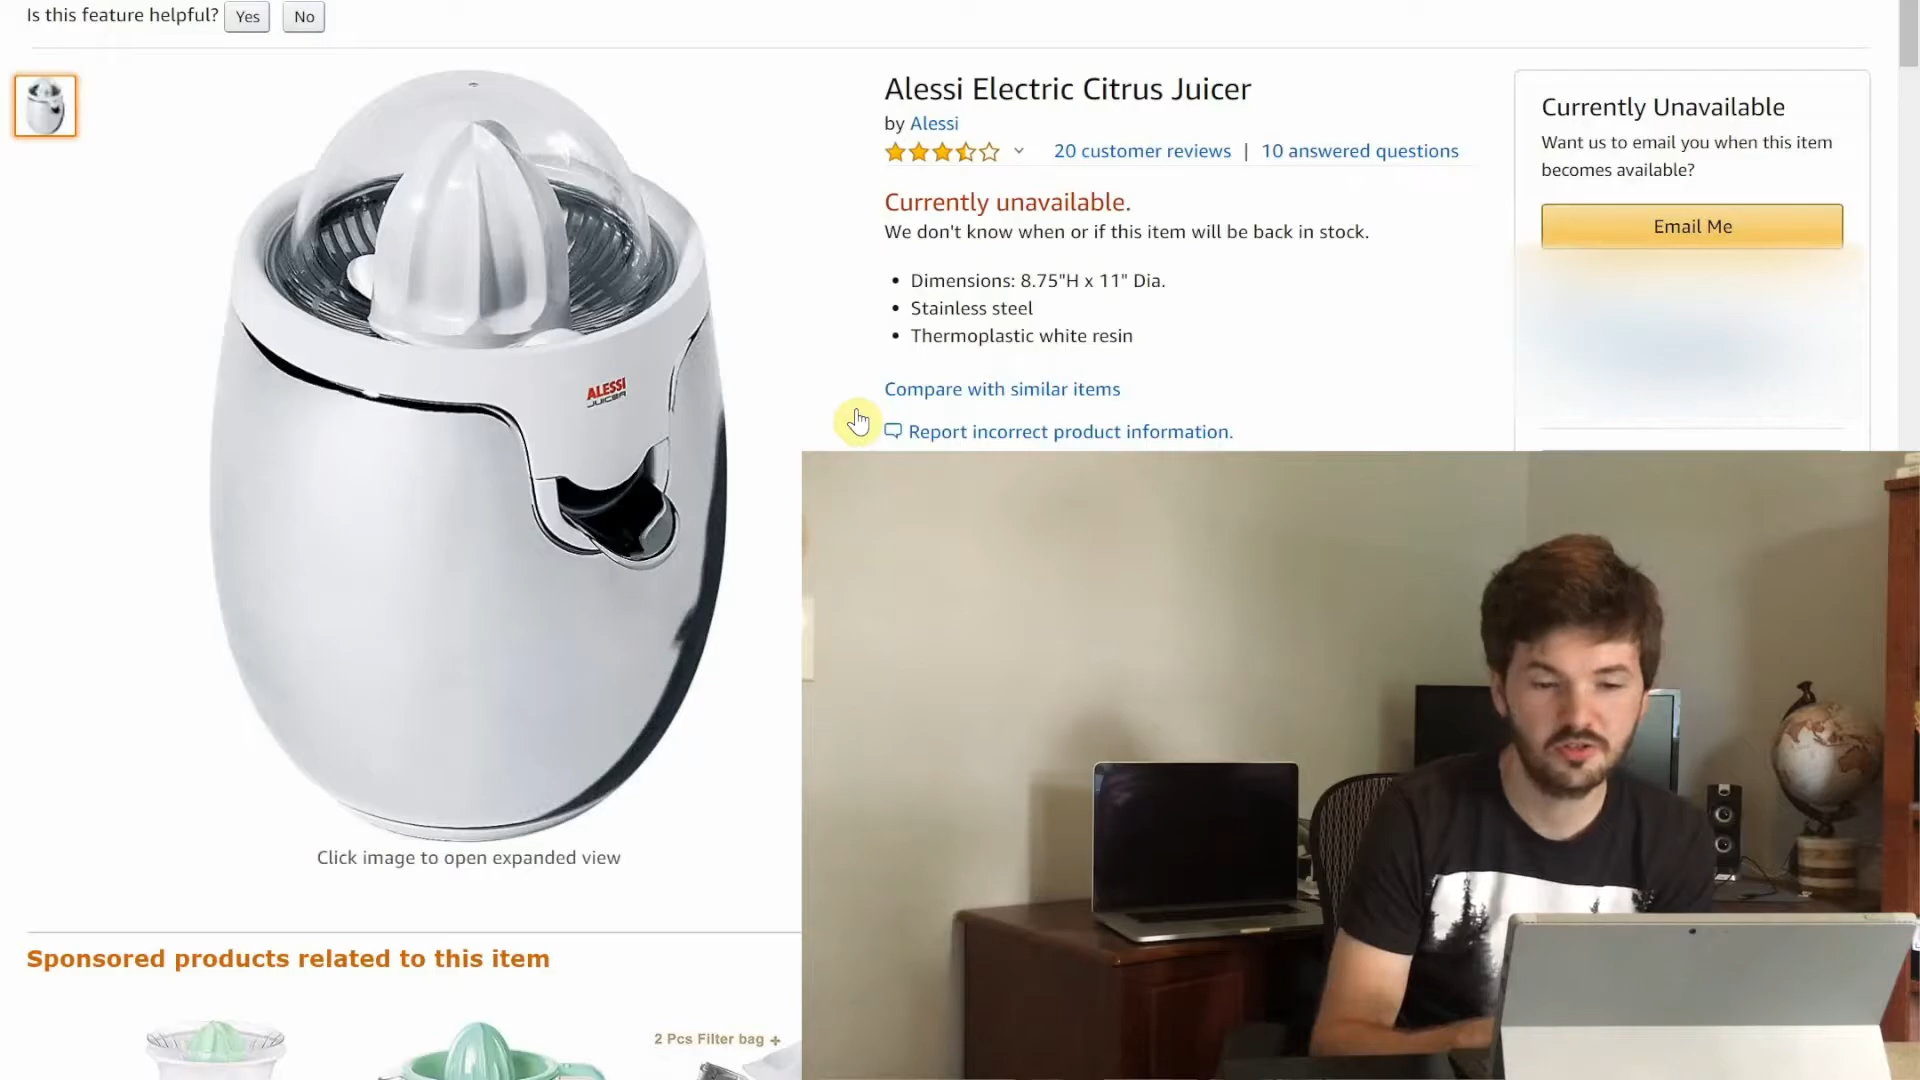 Is this feature helpful? Yes No
Alessi Electric Citrus Juicer
by Alessi
20 customer reviews | 10 answered questions
Currently unavailable.
We don't know when or if this item will be back in stock.
• Dimensions: 8.75"H x 11" Dia.
• Stainless steel
• Thermoplastic white resin
Compare with similar items
Report incorrect product information.
Currently Unavailable
Want us to email you when this item
becomes available?
Email Me
ALESSI
JUICER
Click image to open expanded view
Sponsored products related to this item
2 Pcs Filter bag +